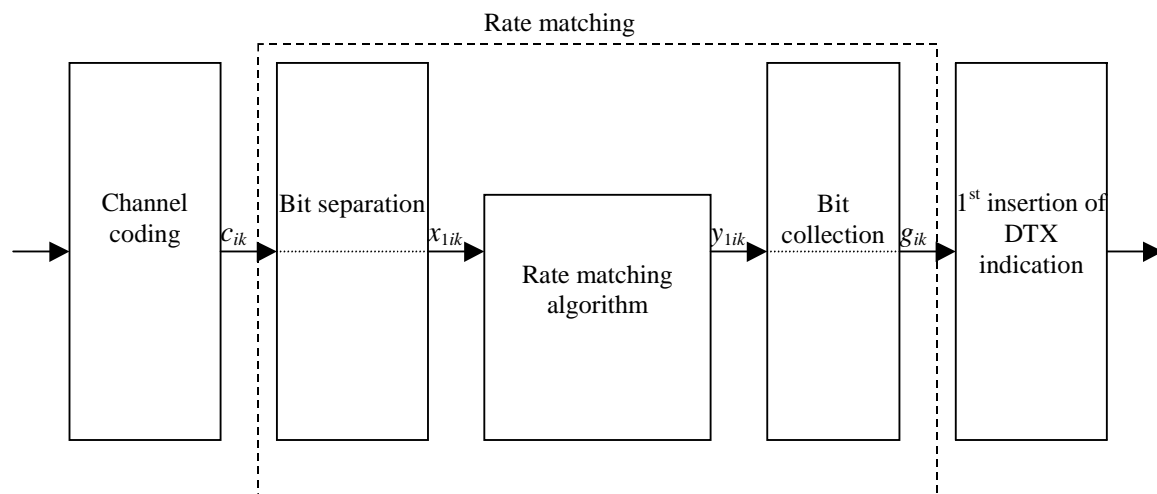 Rate matching
Channel
coding
c_ik
Bit separation
x_1ik
Rate matching
algorithm
y_1ik
Bit
collection
g_ik
1st insertion of
DTX
indication